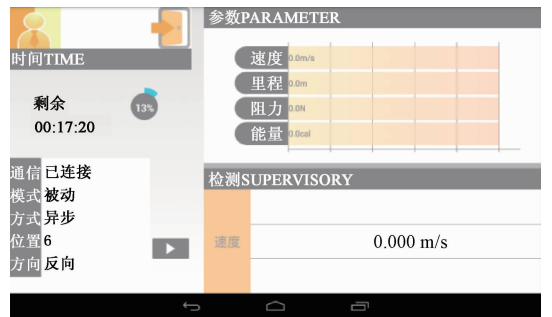 时间TIME
剩余
13%
00:17:20
通信 已连接
模式 被动
方式 异步
位置 6
方向 反向
参数PARAMETER
速度 0.0m/s
里程 0.0m
阻力 0.0N
能量 0.0cal
检测SUPERVISORY
速度 0.000 m/s